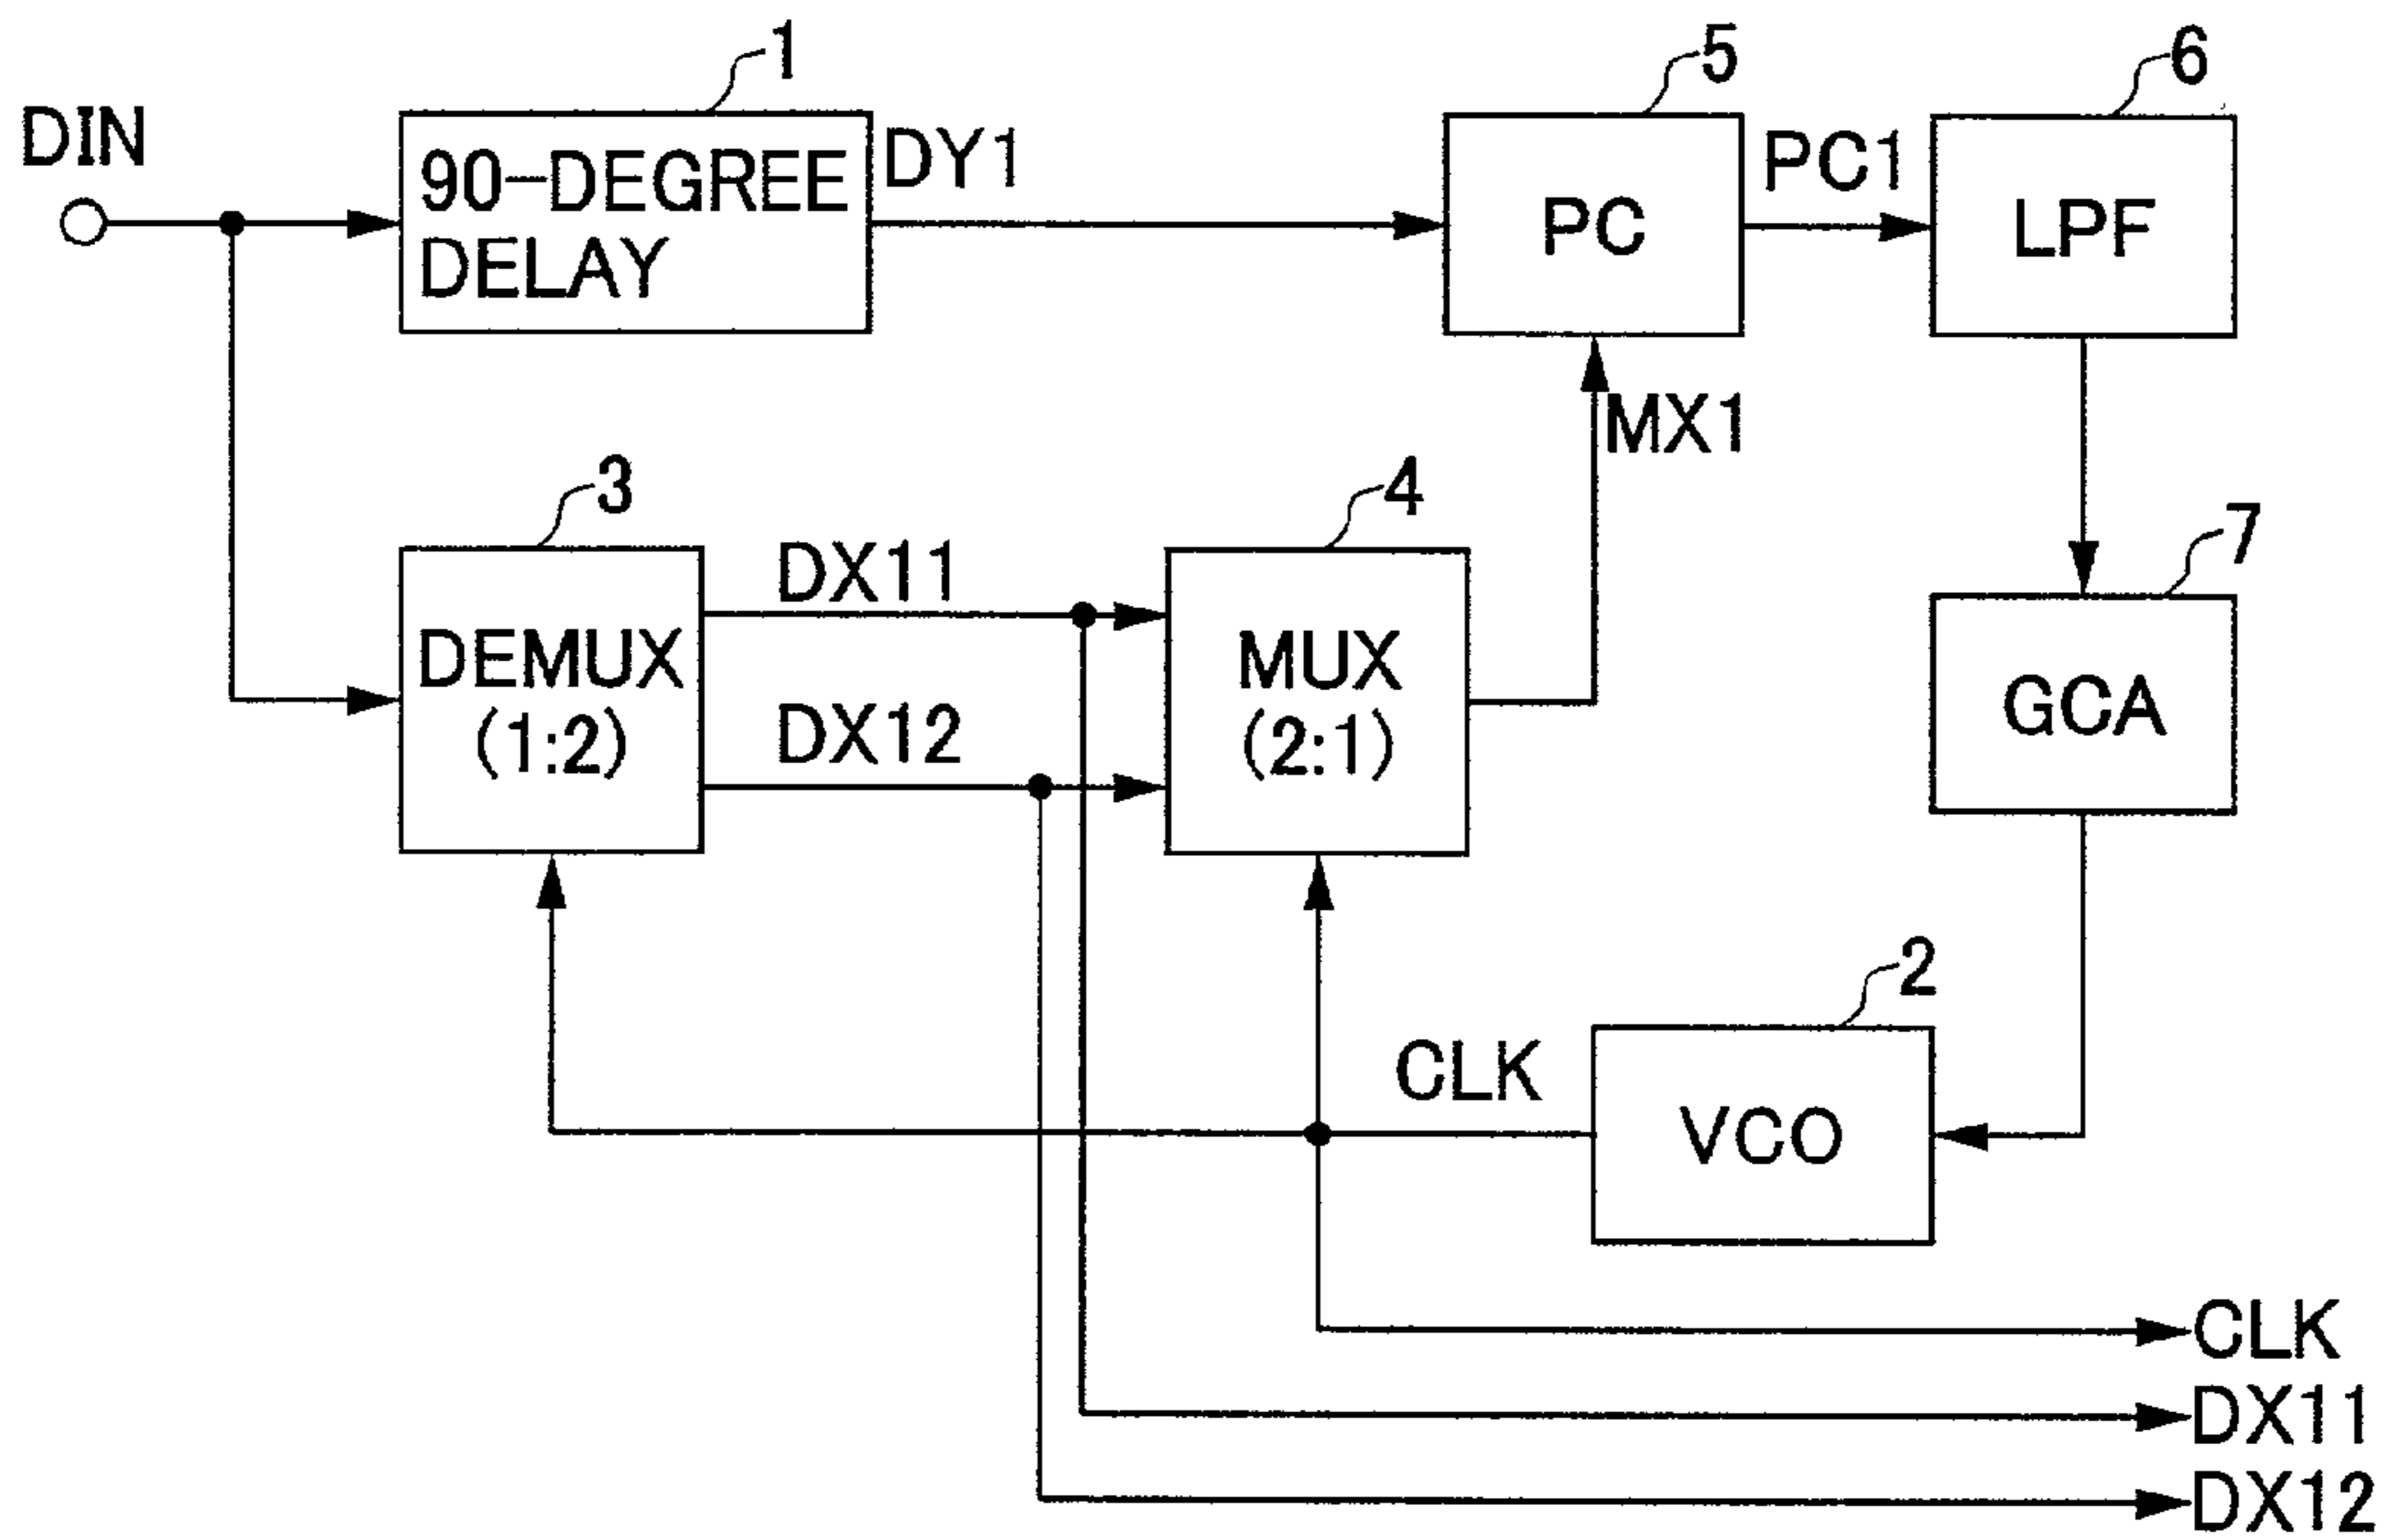 1
5
6
DIN
90-DEGREE
DELAY
DY1
PC
PC1
LPF
MX1
3
4
7
DX11
DEMUX
(1:2)
DX12
MUX
(2:1)
GCA
2
CLK
VCO
CLK
DX11
DX12